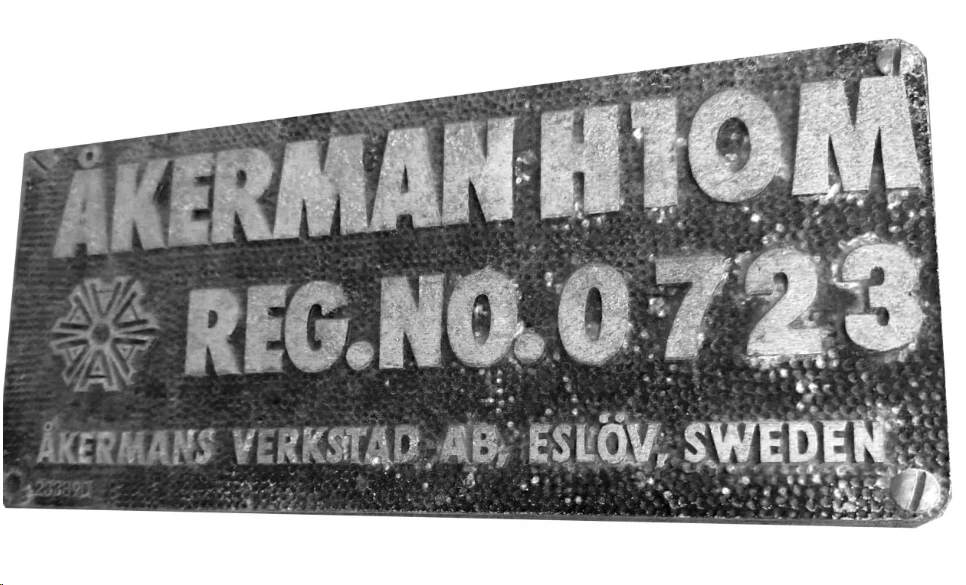 ÅKERMAN H10M
REG.NO.0723
ÅKERMANS VERKSTAD AB, ESLÖV, SWEDEN